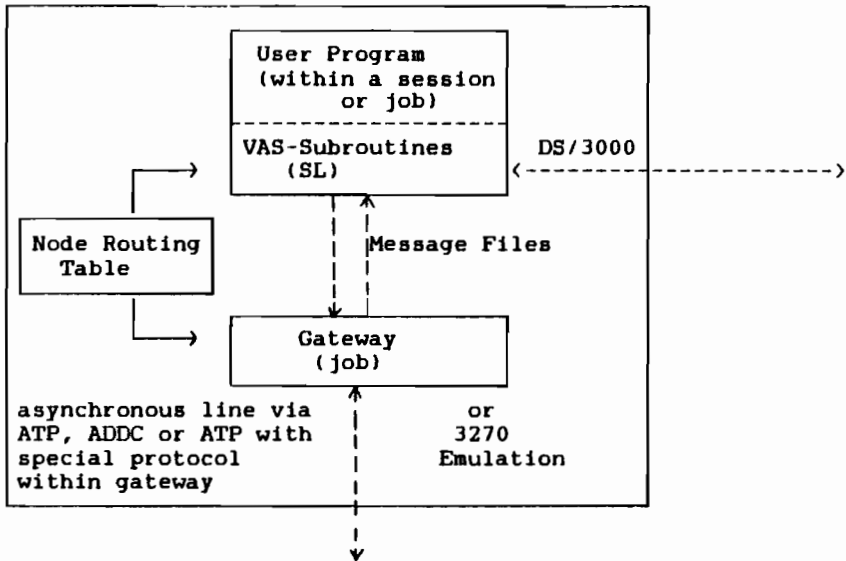 User Program
(within a session
or job)
VAS-Subroutines
(SL)
DS/3000
Node Routing
Table
Message Files
Gateway
(job)
asynchronous line via
ATP, ADDC or ATP with
special protocol
within gateway
or
3270
Emulation